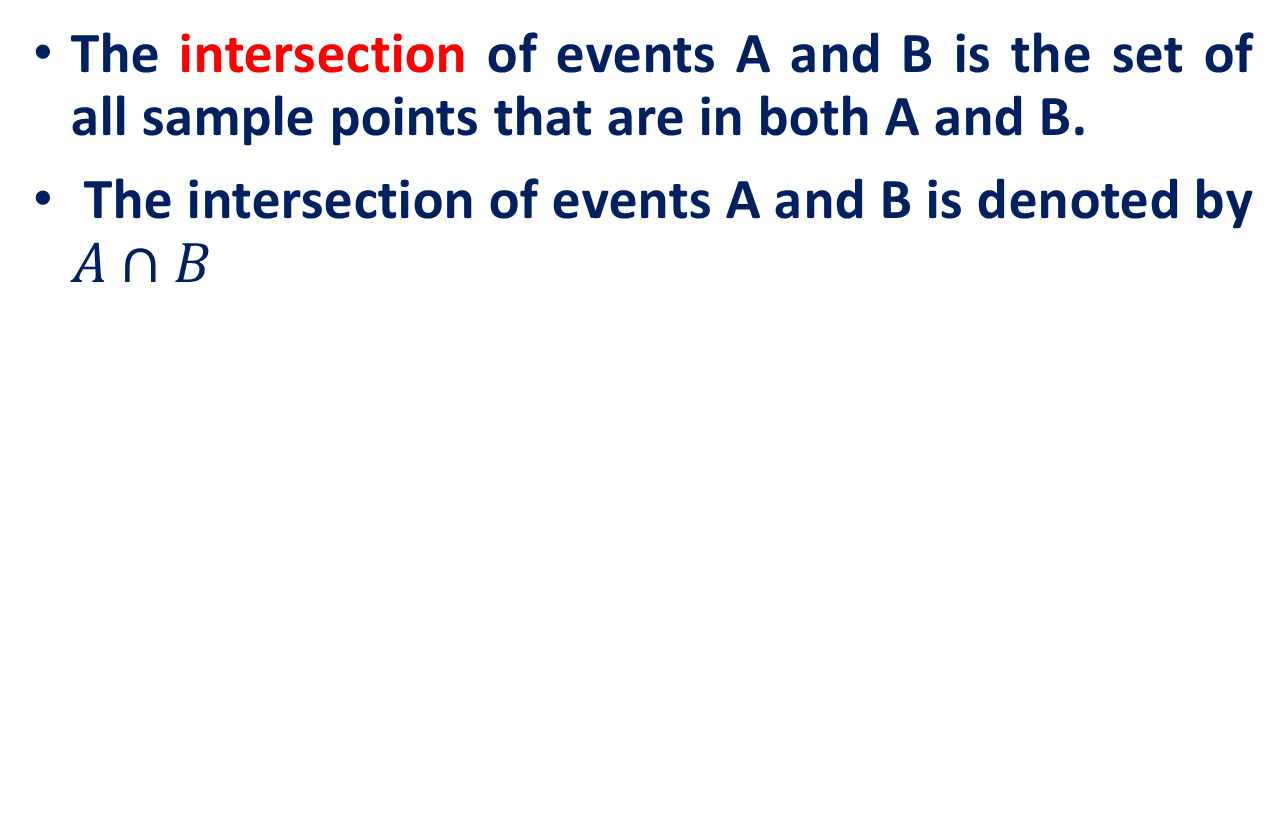 • The intersection of events A and B is the set of
all sample points that are in both A and B.
• The intersection of events A and B is denoted by
𝐴 ∩ 𝐵